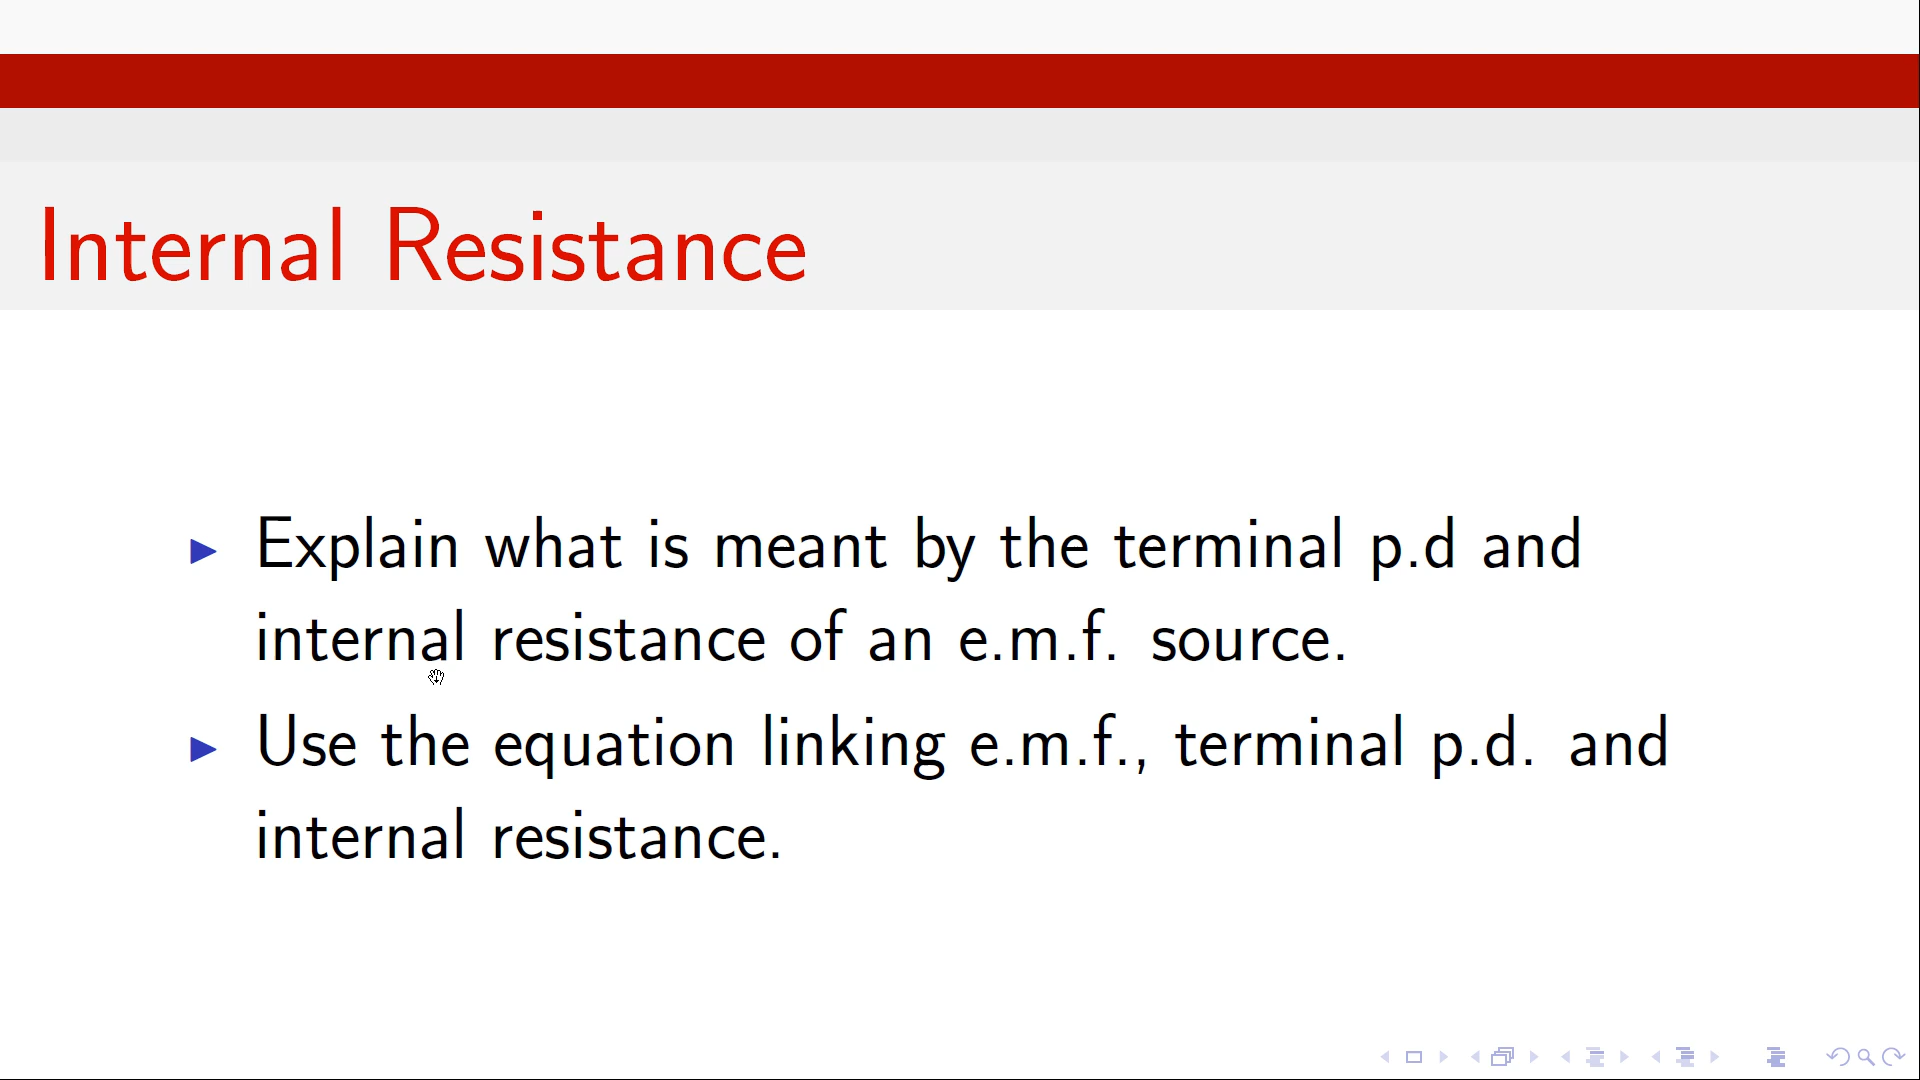 Internal Resistance
Explain what is meant by the terminal p.d and
internal resistance of an e.m.f. source.
Use the equation linking e.m.f., terminal p.d. and
internal resistance.